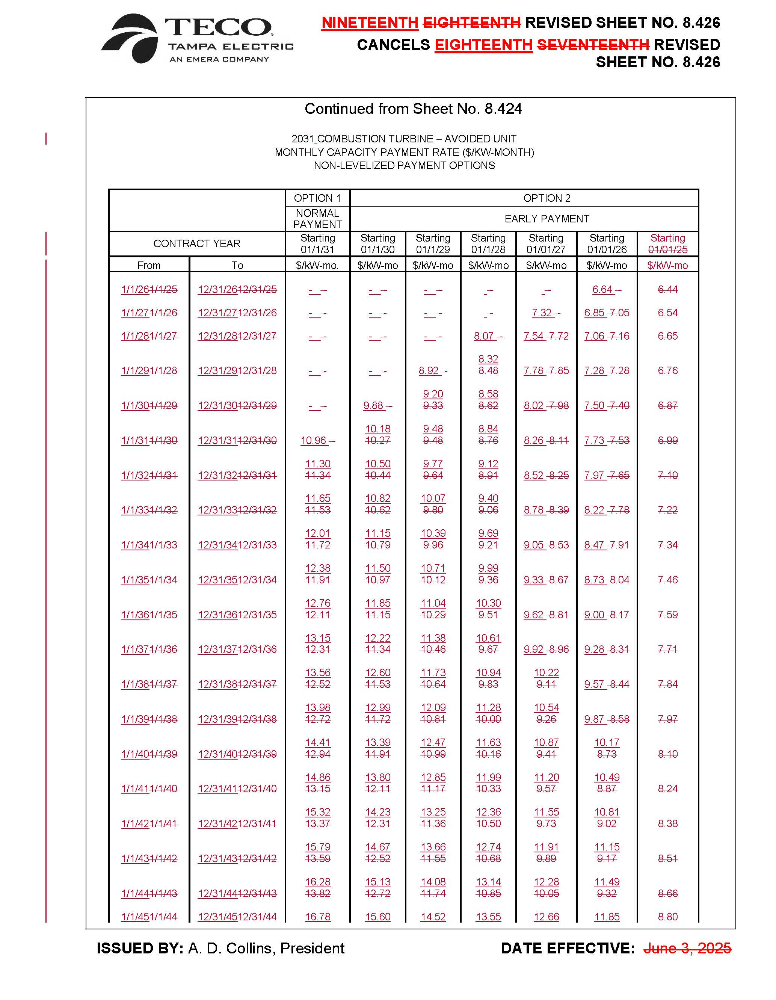 TECO®
TAMPA ELECTRIC
AN EMERA COMPANY
NINETEENTH EIGHTEENTH REVISED SHEET NO. 8.426
CANCELS EIGHTEENTH SEVENTEENTH REVISED
SHEET NO. 8.426
Continued from Sheet No. 8.424
2031 COMBUSTION TURBINE – AVOIDED UNIT
MONTHLY CAPACITY PAYMENT RATE ($/KW-MONTH)
NON-LEVELIZED PAYMENT OPTIONS
OPTION 1 OPTION 2
NORMAL PAYMENT EARLY PAYMENT
CONTRACT YEAR Starting 01/1/31 Starting 01/1/30 Starting 01/1/29 Starting 01/1/28 Starting 01/01/27 Starting 01/01/26 Starting 01/01/25
From To $/kW-mo. $/kW-mo $/kW-mo $/kW-mo $/kW-mo $/kW-mo $/kW-mo
1/1/261/1/25 12/31/2612/31/25 - – - – - – – – 6.64 – 6.44
1/1/271/1/26 12/31/2712/31/26 - – - – - – – 7.32 – 6.85 7.05 6.54
1/1/281/1/27 12/31/2812/31/27 - – - – - – 8.07 – 7.54 7.72 7.06 7.16 6.65
8.32
1/1/291/1/28 12/31/2912/31/28 - – - – 8.92 – 8.48 7.78 7.85 7.28 7.28 6.76
9.20 8.58
1/1/301/1/29 12/31/3012/31/29 - – 9.88 – 9.33 8.62 8.02 7.98 7.50 7.40 6.87
10.18 9.48 8.84
1/1/311/1/30 12/31/3112/31/30 10.96 – 10.27 9.48 8.76 8.26 8.11 7.73 7.53 6.99
11.30 10.50 9.77 9.12
1/1/321/1/31 12/31/3212/31/31 11.34 10.44 9.64 8.91 8.52 8.25 7.97 7.65 7.10
11.65 10.82 10.07 9.40
1/1/331/1/32 12/31/3312/31/32 11.53 10.62 9.80 9.06 8.78 8.39 8.22 7.78 7.22
12.01 11.15 10.39 9.69
1/1/341/1/33 12/31/3412/31/33 11.72 10.79 9.96 9.21 9.05 8.53 8.47 7.91 7.34
12.38 11.50 10.71 9.99
1/1/351/1/34 12/31/3512/31/34 11.91 10.97 10.12 9.36 9.33 8.67 8.73 8.04 7.46
12.76 11.85 11.04 10.30
1/1/361/1/35 12/31/3612/31/35 12.11 11.15 10.29 9.51 9.62 8.81 9.00 8.17 7.59
13.15 12.22 11.38 10.61
1/1/371/1/36 12/31/3712/31/36 12.31 11.34 10.46 9.67 9.92 8.96 9.28 8.31 7.71
13.56 12.60 11.73 10.94 10.22
1/1/381/1/37 12/31/3812/31/37 12.52 11.53 10.64 9.83 9.11 9.57 8.44 7.84
13.98 12.99 12.09 11.28 10.54
1/1/391/1/38 12/31/3912/31/38 12.72 11.72 10.81 10.00 9.26 9.87 8.58 7.97
14.41 13.39 12.47 11.63 10.87 10.17
1/1/401/1/39 12/31/4012/31/39 12.94 11.91 10.99 10.16 9.41 8.73 8.10
14.86 13.80 12.85 11.99 11.20 10.49
1/1/411/1/40 12/31/4112/31/40 13.15 12.11 11.17 10.33 9.57 8.87 8.24
15.32 14.23 13.25 12.36 11.55 10.81
1/1/421/1/41 12/31/4212/31/41 13.37 12.31 11.36 10.50 9.73 9.02 8.38
15.79 14.67 13.66 12.74 11.91 11.15
1/1/431/1/42 12/31/4312/31/42 13.59 12.52 11.55 10.68 9.89 9.17 8.51
16.28 15.13 14.08 13.14 12.28 11.49
1/1/441/1/43 12/31/4412/31/43 13.82 12.72 11.74 10.85 10.05 9.32 8.66
1/1/451/1/44 12/31/4512/31/44 16.78 15.60 14.52 13.55 12.66 11.85 8.80
ISSUED BY: A. D. Collins, President DATE EFFECTIVE: June 3, 2025